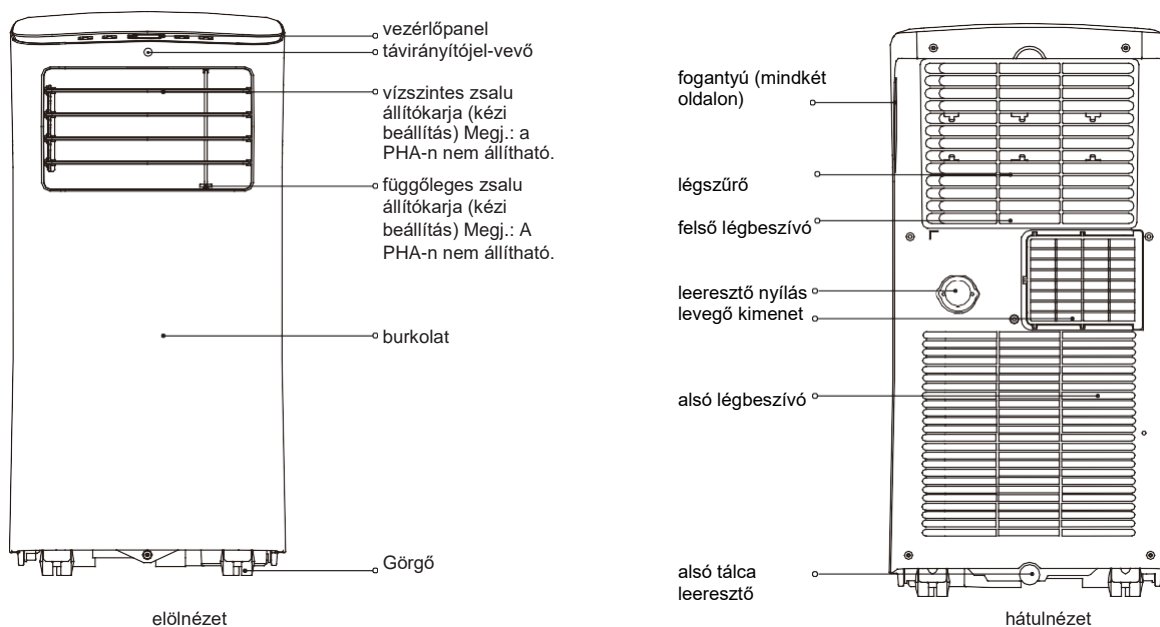 vezérlőpanel
távirányítójel-vevő
vízszintes zsalu
állítókarja (kézi
beállítás) Megj.: a
PHA-n nem állítható.
függőleges zsalu
állítókarja (kézi
beállítás) Megj.: A
PHA-n nem állítható.
burkolat
Görgő
elölnézet
fogantyú (mindkét
oldalon)
légszűrő
felső légbeszívó
leeresztő nyílás
levegő kimenet
alsó légbeszívó
alsó tálca
leeresztő
hátulnézet